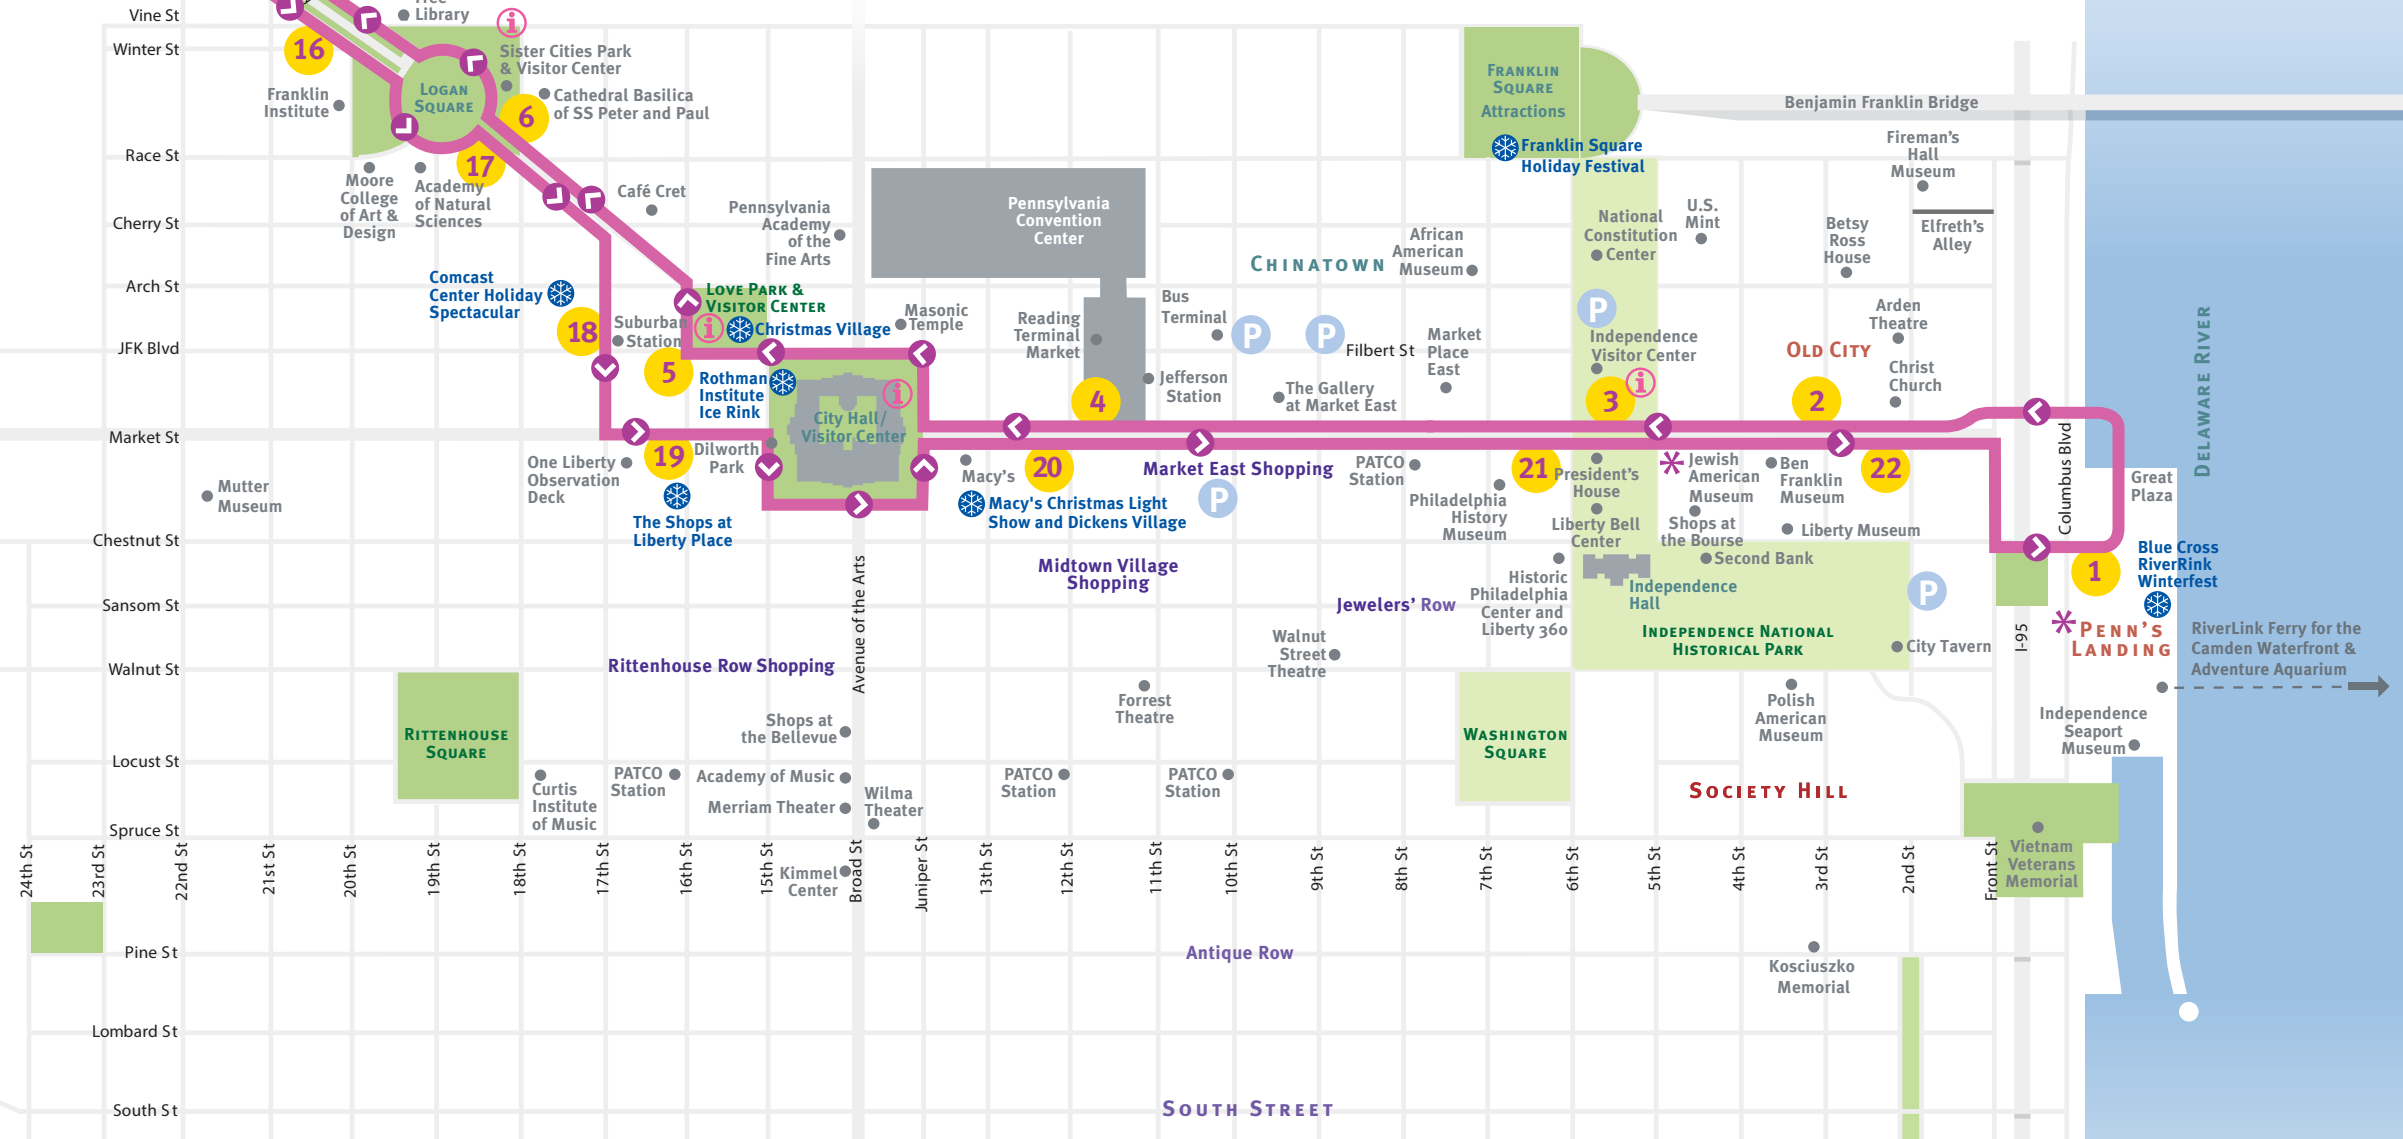 Vine St
Winter St
Race St
Cherry St
Arch St
JFK Blvd
Market St
Chestnut St
Sansom St
Walnut St
Locust St
Spruce St
Pine St
Lombard St
South St
16
Library
Sister Cities Park
& Visitor Center
Franklin
Institute
LOGAN
SQUARE
6
Cathedral Basilica
of SS Peter and Paul
17
Moore
College
of Art &
Design
Academy
of Natural
Sciences
Café Cret
Pennsylvania
Academy
of the
Fine Arts
Pennsylvania
Convention
Center
FRANKLIN
SQUARE
Attractions
Franklin Square
Holiday Festival
Benjamin Franklin Bridge
Fireman's
Hall
Museum
Elfreth's
Alley
Betsy
Ross
House
U.S.
Mint
National
Constitution
Center
African
American
Museum
CHINATOWN
Comcast
Center Holiday
Spectacular
18
Suburban
Station
LOVE PARK &
VISITOR CENTER
i
Christmas Village
Masonic
Temple
5
Rothman
Institute
Ice Rink
City Hall/
Visitor Center
Reading
Terminal
Market
4
Bus
Terminal
P
P
Filbert St
Jefferson
Station
The Gallery
at Market East
Market
Place
East
P
Independence
Visitor Center
3
i
OLD CITY
2
Arden
Theatre
Christ
Church
DELAWARE RIVER
Mutter
Museum
One Liberty
Observation
Deck
19
Dilworth
Park
The Shops at
Liberty Place
Macy's
20
Macy's Christmas Light
Show and Dickens Village
Market East Shopping
P
PATCO
Station
Philadelphia
History
Museum
21
President's
House
Liberty Bell
Center
Jewish
American
Museum
Shops at
the Bourse
Ben
Franklin
Museum
22
Liberty Museum
Second Bank
Columbus Blvd
Great
Plaza
1
Blue Cross
RiverRink
Winterfest
PENN'S
LANDING
RiverLink Ferry for the
Camden Waterfront &
Adventure Aquarium
Midtown Village
Shopping
Jewelers' Row
Historic
Philadelphia
Center and
Liberty 360
Independence
Hall
INDEPENDENCE NATIONAL
HISTORICAL PARK
P
City Tavern
I-95
Avenue of the Arts
Rittenhouse Row Shopping
Walnut
Street
Theatre
Forrest
Theatre
RITTENHOUSE
SQUARE
Shops at
the Bellevue
Academy of Music
Merriam Theater
Wilma
Theater
Kimmel
Center
Curtis
Institute
of Music
PATCO
Station
PATCO
Station
PATCO
Station
WASHINGTON
SQUARE
Polish
American
Museum
SOCIETY HILL
Independence
Seaport
Museum
Vietnam
Veterans
Memorial
24th St
23rd St
22nd St
21st St
20th St
19th St
18th St
17th St
16th St
15th St
Broad St
Juniper St
13th St
12th St
11th St
10th St
9th St
8th St
7th St
6th St
5th St
4th St
3rd St
2nd St
Front St
Antique Row
Kosciuszko
Memorial
SOUTH STREET